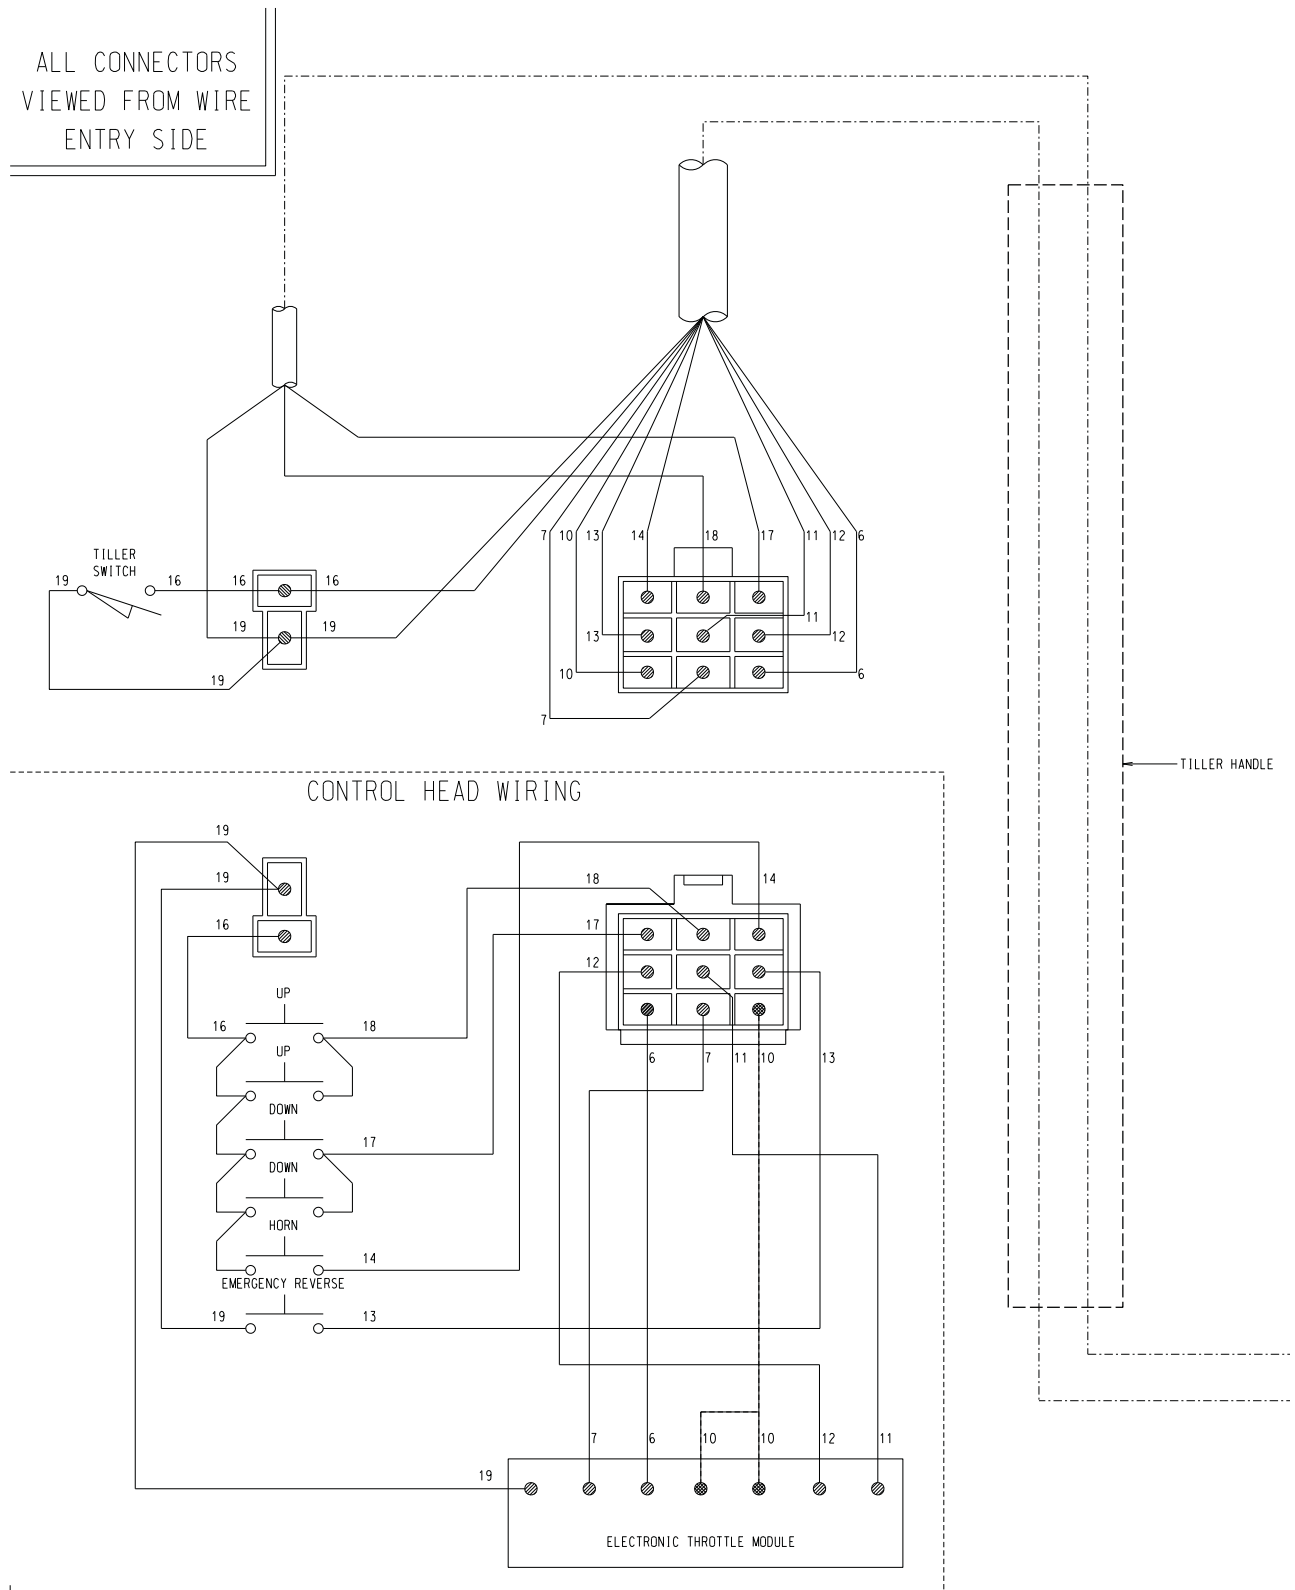 ALL CONNECTORS
VIEWED FROM WIRE
ENTRY SIDE
7 10 13 14 18 17 11 12 6
TILLER
SWITCH
19 16 16 16
11
19 19 13 12
19 10 6
7
TILLER HANDLE
CONTROL HEAD WIRING
19
19 18 14
16 17
12
UP
16 18
UP 6 7 11 10 13
DOWN
17
DOWN
HORN
14
EMERGENCY REVERSE
19 13
7 6 10 10 12 11
19
ELECTRONIC THROTTLE MODULE